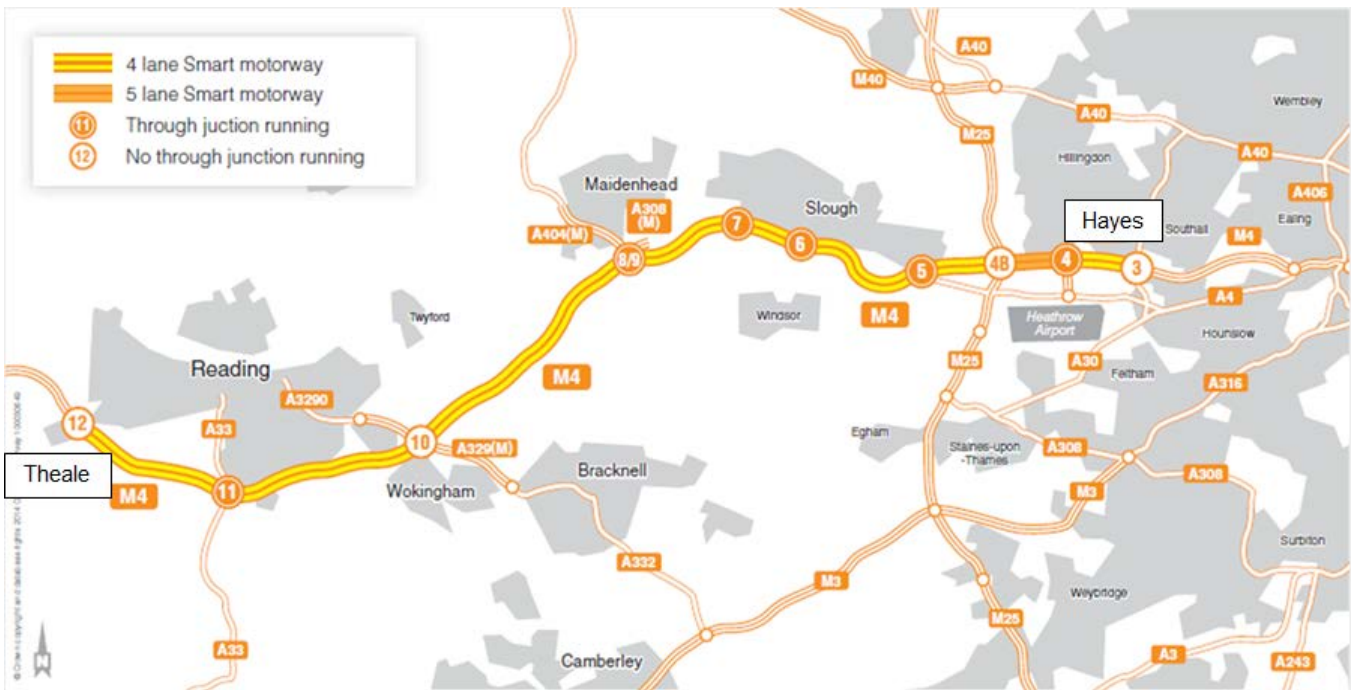 4 lane Smart motorway
5 lane Smart motorway
11 Through juction running
12 No through junction running
A40
M40
Wembley
A40
M25
Hillingdon
A40
Maidenhead
A308
(M)
A406
Slough
Hayes
Ealing
A404(M)
Southall
M4
7
6
8/9
5
4B
4
3
Twyford
Windsor
M4
A4
Heathrow
Airport
Hounslow
Reading
M25
A30
M4
Feltham
A316
A3290
12
A33
10
A329(M)
Egham
Staines-upon
-Thames
A308
Bracknell
A308
Theale
M4
11
Wokingham
M3
Surbiton
A332
M3
Weybridge
M25
A33
Camberley
A3
A243
N